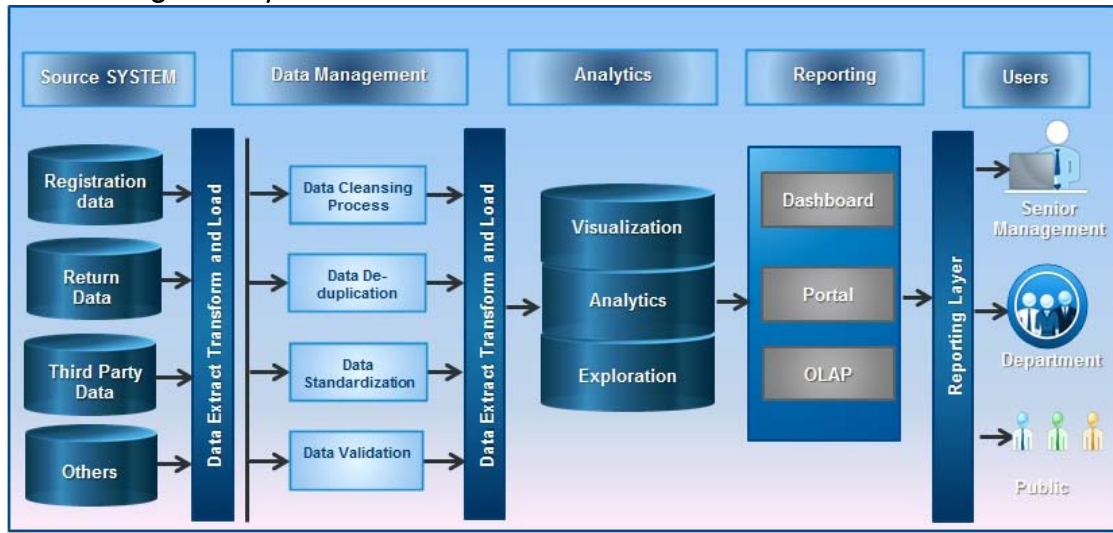 Source SYSTEM
Data Management
Analytics
Reporting
Users
Registration
data
Return
Data
Third Party
Data
Others
Data Extract Transform and Load
Data Cleansing
Process
Data De-
duplication
Data
Standardization
Data Validation
Data Extract Transform and Load
Visualization
Analytics
Exploration
Dashboard
Portal
OLAP
Reporting Layer
Senior
Management
Department
Public